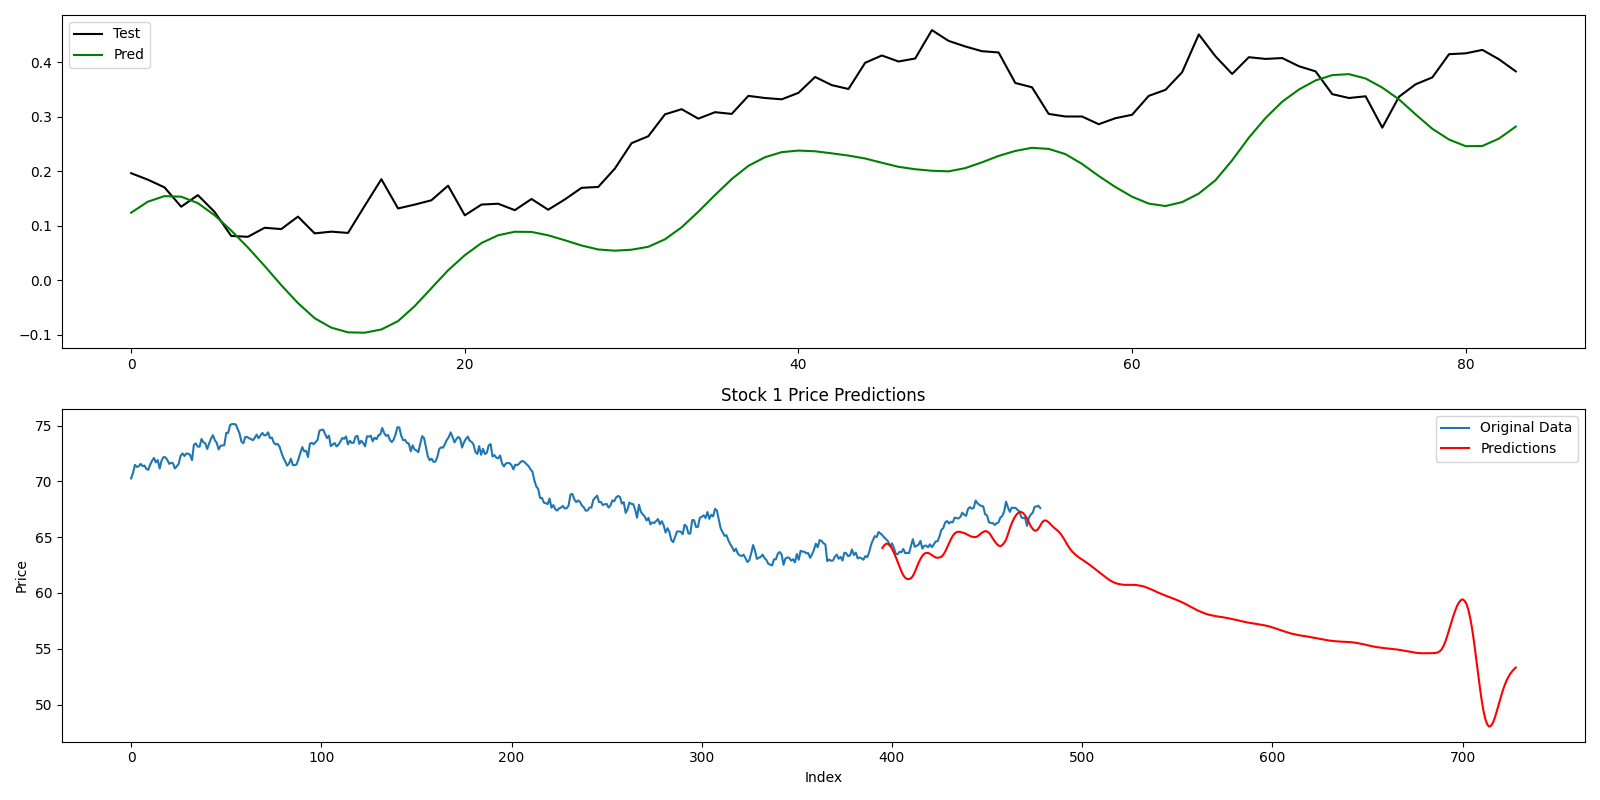 Test
Pred
0.4
0.3
0.2
0.1
0.0
−0.1
0 20 40 60 80
Stock 1 Price Predictions
Original Data
Predictions
75
70
65
60
55
50
Price
0 100 200 300 400 500 600 700
Index